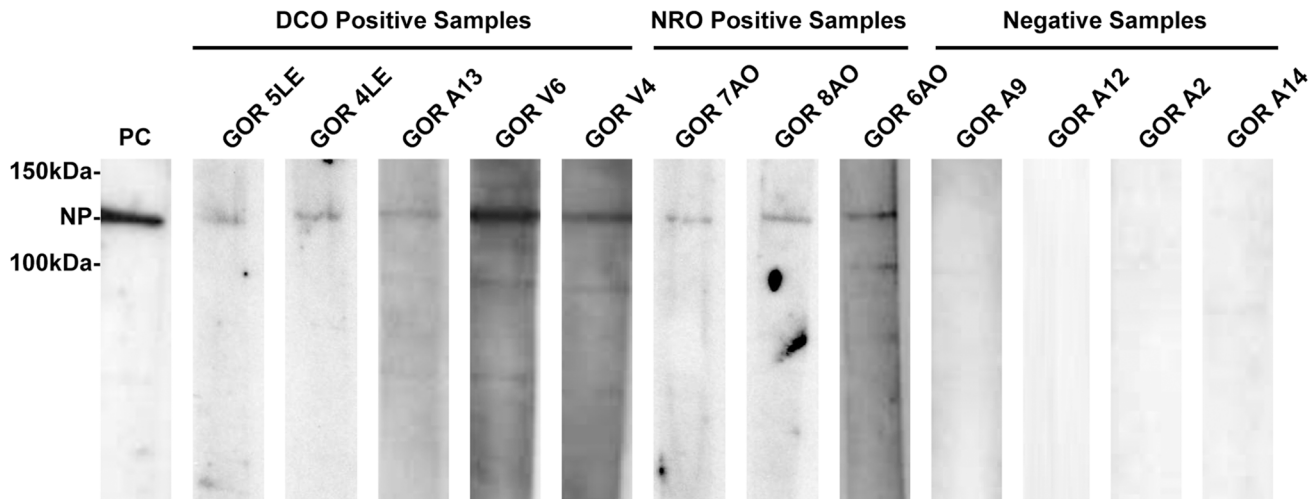 DCO Positive Samples
NRO Positive Samples
Negative Samples
PC
GOR 5LE
GOR 4LE
GOR A13
GOR V6
GOR V4
GOR 7AO
GOR 8AO
GOR 6AO
GOR A9
GOR A12
GOR A2
GOR A14
150kDa-
NP-
100kDa-